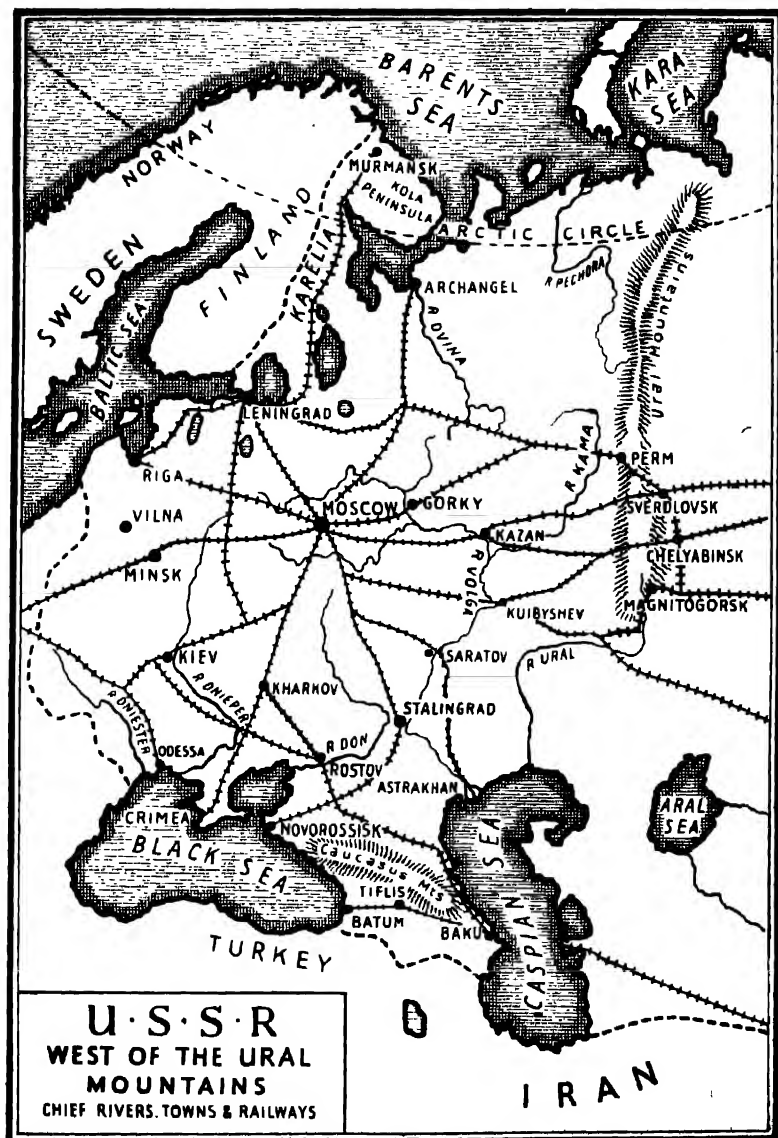 BARENTS
SEA
KARA
SEA
NORWAY
MURMANSK
KOLA
PENINSULA
SWEDEN
FINLAND
ARCTIC CIRCLE
KARELIA
R PECHORA
Ural Mountains
ARCHANGEL
R DVINA
BALTIC SEA
LENINGRAD
R KAMA
PERM
RIGA
MOSCOW
GORKY
SVERDLOVSK
VILNA
KAZAN
CHELYABINSK
MINSK
R VOLGA
KUIBYSHEV
MAGNITOGORSK
KIEV
SARATOV
R URAL
R DNIEPER
KHARKOV
R DNIESTER
STALINGRAD
ODESSA
R DON
ROSTOV
ASTRAKHAN
ARAL
SEA
CRIMEA
NOVOROSSISK
BLACK SEA
Caucasus Mts
TIFLIS
BATUM
BAKU
CASPIAN SEA
TURKEY
IRAN
U·S·S·R
WEST OF THE URAL
MOUNTAINS
CHIEF RIVERS. TOWNS & RAILWAYS